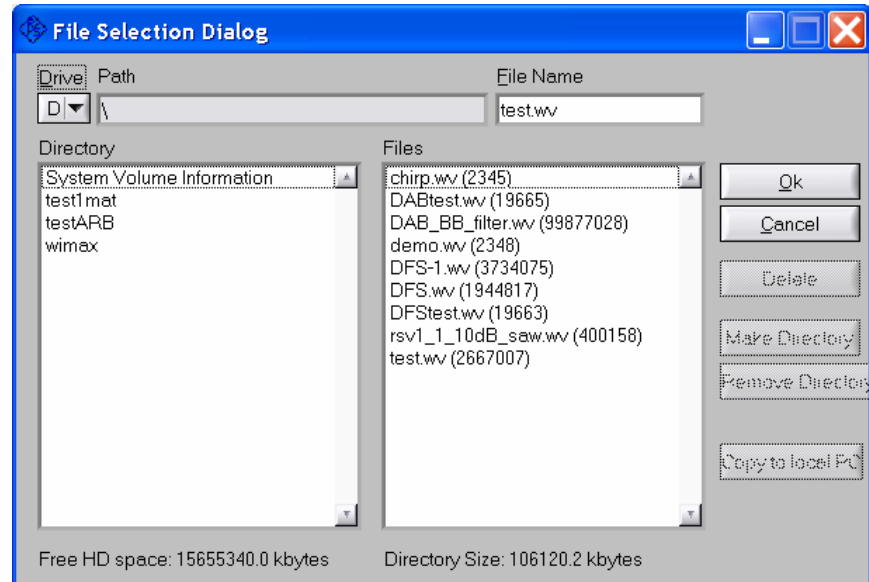 File Selection Dialog
Drive Path File Name
D \ test.wv
Directory Files
System Volume Information
test1mat
testARB
wimax
chirp.wv (2345)
DABtest.wv (19665)
DAB_BB_filter.wv (99877028)
demo.wv (2348)
DFS-1.wv (3734075)
DFS.wv (1944817)
DFStest.wv (19663)
rsv1_1_10dB_saw.wv (400158)
test.wv (2667007)
Ok
Cancel
Delete
Make Directory
Remove Directory
Copy to local PC
Free HD space: 15655340.0 kbytes Directory Size: 106120.2 kbytes